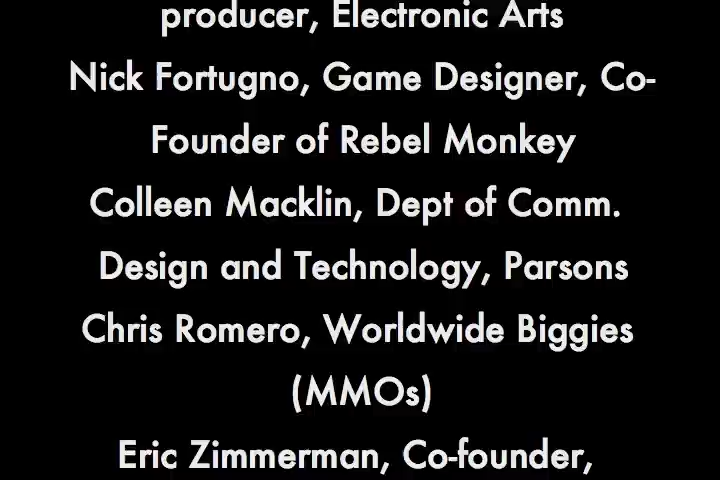 producer, Electronic Arts
Nick Fortugno, Game Designer, Co-
Founder of Rebel Monkey
Colleen Macklin, Dept of Comm.
Design and Technology, Parsons
Chris Romero, Worldwide Biggies
(MMOs)
Eric Zimmerman, Co-founder,